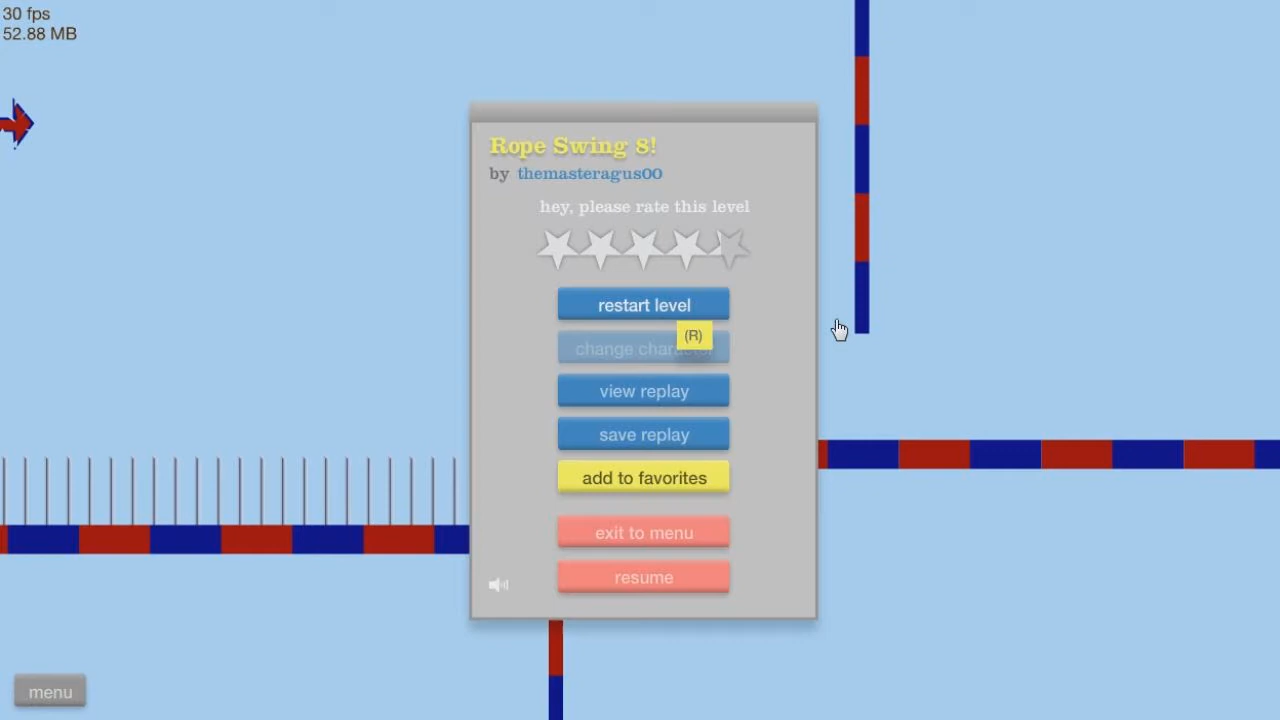 30 fps
52.88 MB
Rope Swing 8!
by themasteragus00
hey, please rate this level
restart level
(R)
change
view replay
save replay
add to favorites
exit to menu
resume
menu